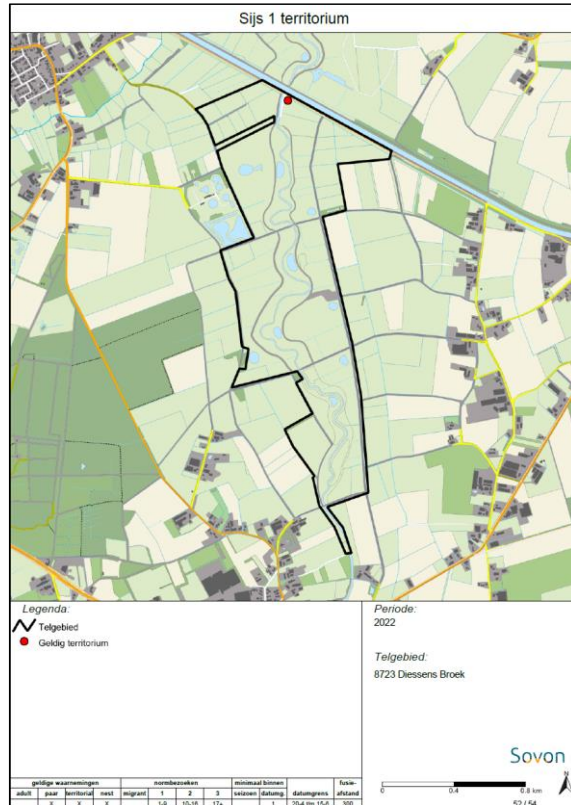 Sijs 1 territorium
Legenda:
Telgebied
Geldig territorium
Periode:
2022
Telgebied:
8723 Diessens Broek
Sovon
0 0.4 0.8 km
N
geldige waarnemingen normbezoeken minimaal binnen fusie-
adult paar territorial nest migrant 1 2 3 seizoen datumg. datumgrens afstand
X X X 1-9 10-16 17+ 1 20-4 t/m 15-6 300
52 / 54